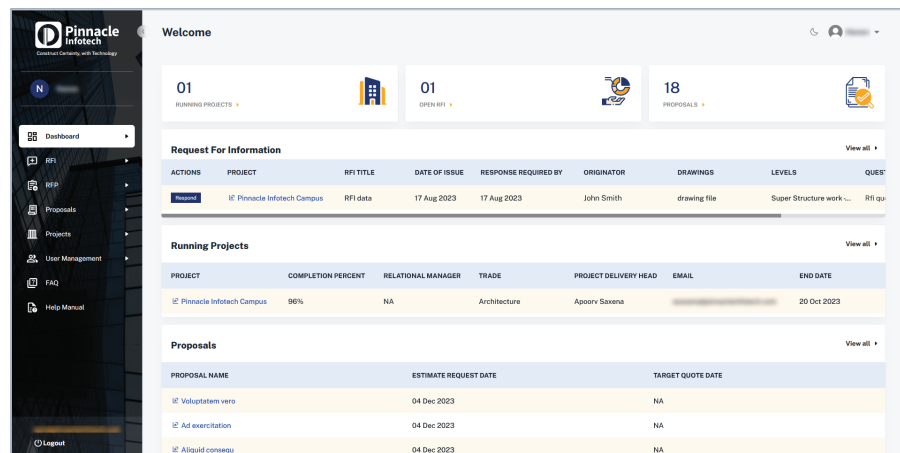 Pinnacle
Infotech
Construct Certainty, with Technology
N
Dashboard
RFI
RFP
Proposals
Projects
User Management
FAQ
Help Manual
Logout
Welcome
01
RUNNING PROJECTS
01
OPEN RFI
18
PROPOSALS
Request For Information View all
ACTIONS PROJECT RFI TITLE DATE OF ISSUE RESPONSE REQUIRED BY ORIGINATOR DRAWINGS LEVELS QUEST
Respond Pinnacle Infotech Campus RFI data 17 Aug 2023 17 Aug 2023 John Smith drawing file Super Structure work -... Rfi qu
Running Projects View all
PROJECT COMPLETION PERCENT RELATIONAL MANAGER TRADE PROJECT DELIVERY HEAD EMAIL END DATE
Pinnacle Infotech Campus 96% NA Architecture Apoorv Saxena 20 Oct 2023
Proposals View all
PROPOSAL NAME ESTIMATE REQUEST DATE TARGET QUOTE DATE
Voluptatem vero 04 Dec 2023 NA
Ad exercitation 04 Dec 2023 NA
Aliquid consequ 04 Dec 2023 NA